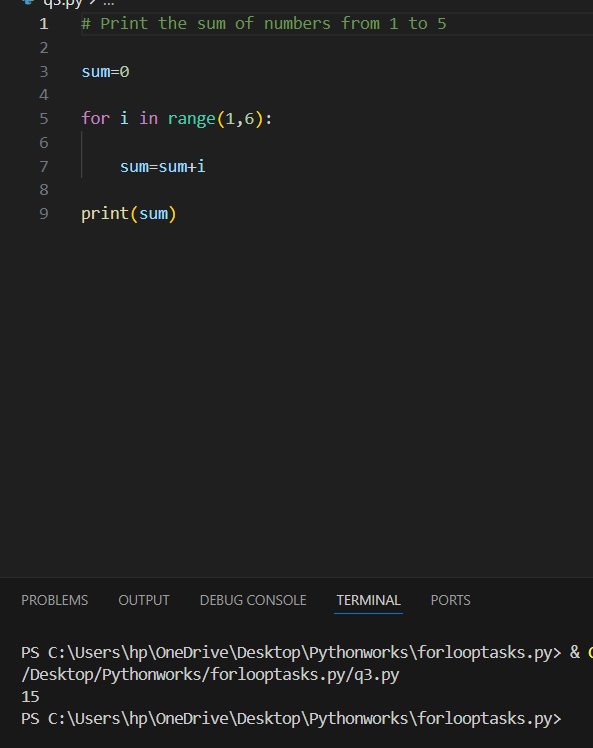 q3.py > ...
1 # Print the sum of numbers from 1 to 5
2
3 sum=0
4
5 for i in range(1,6):
6
7 sum=sum+i
8
9 print(sum)
PROBLEMS OUTPUT DEBUG CONSOLE TERMINAL PORTS
PS C:\Users\hp\OneDrive\Desktop\Pythonworks\forlooptasks.py> &
/Desktop/Pythonworks/forlooptasks.py/q3.py
15
PS C:\Users\hp\OneDrive\Desktop\Pythonworks\forlooptasks.py>